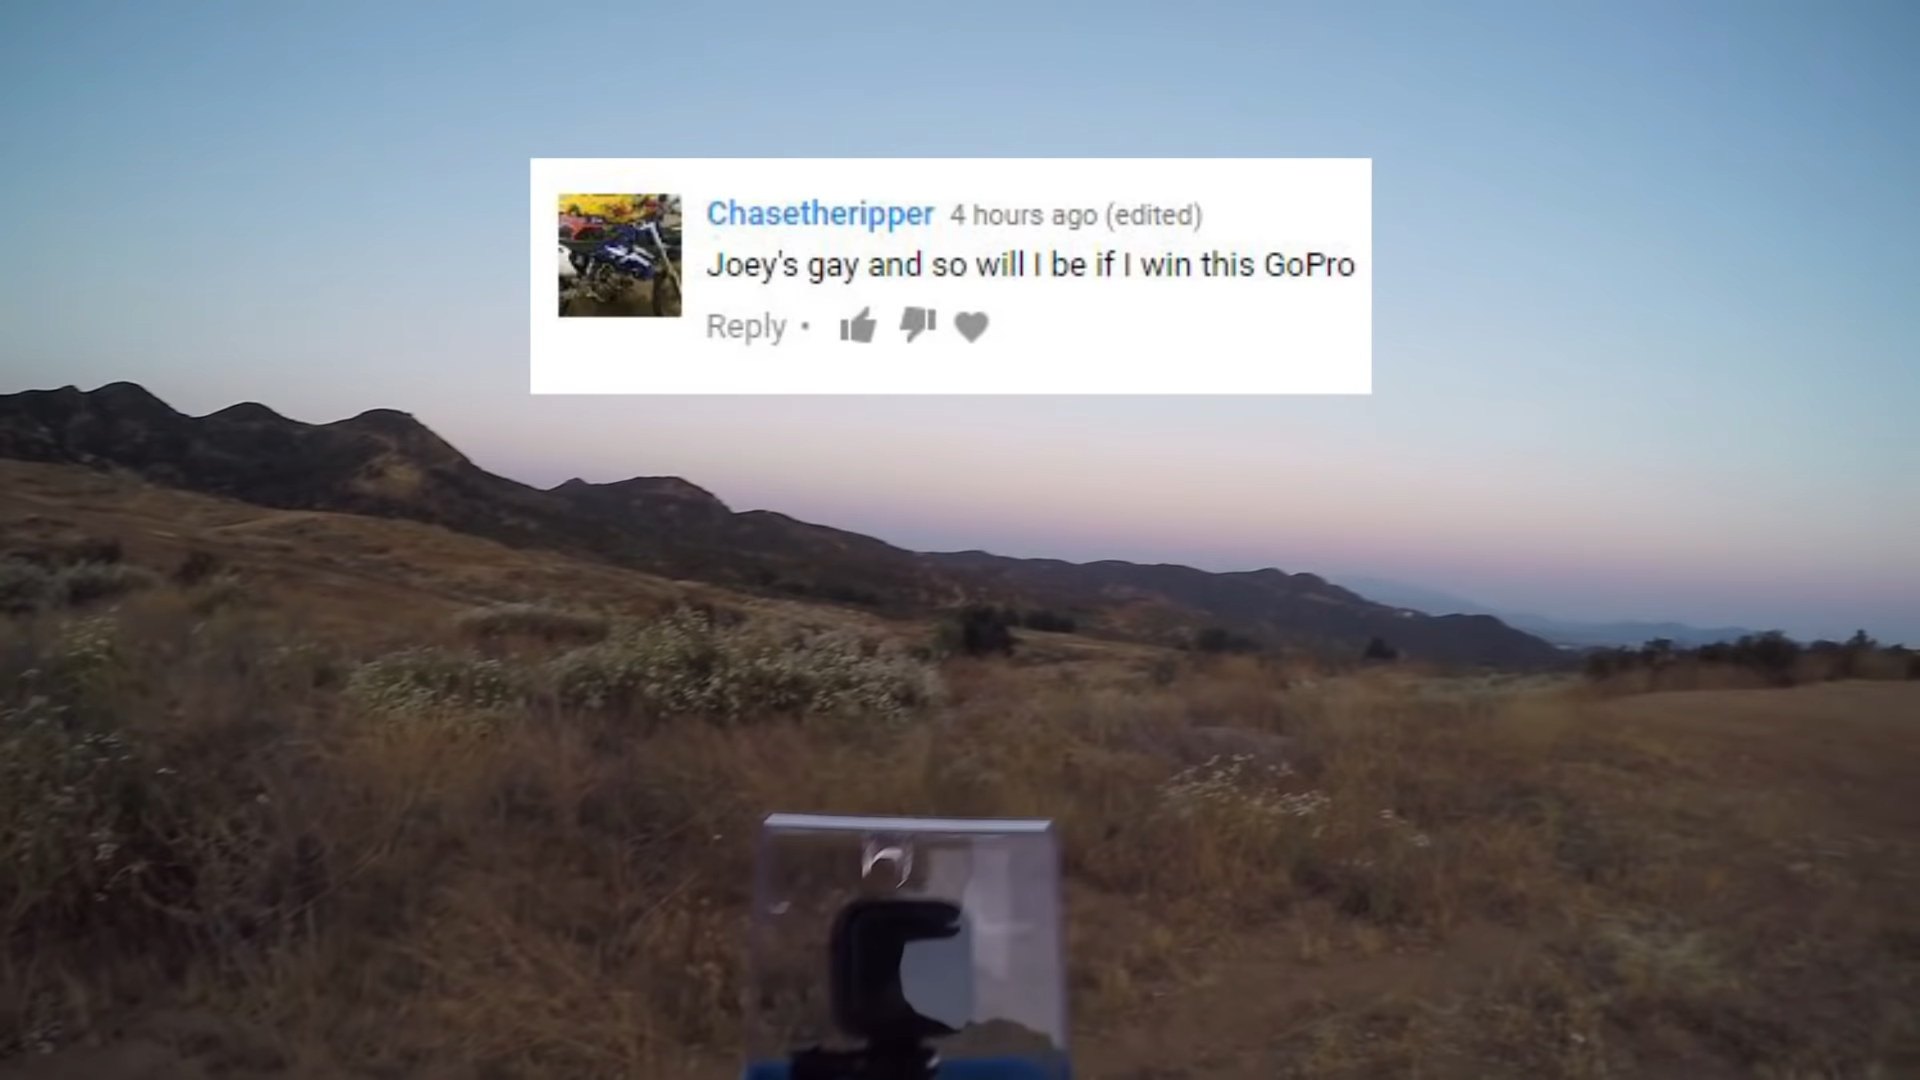 Chasetheripper 4 hours ago (edited)
Joey's gay and so will I be if I win this GoPro
Reply •